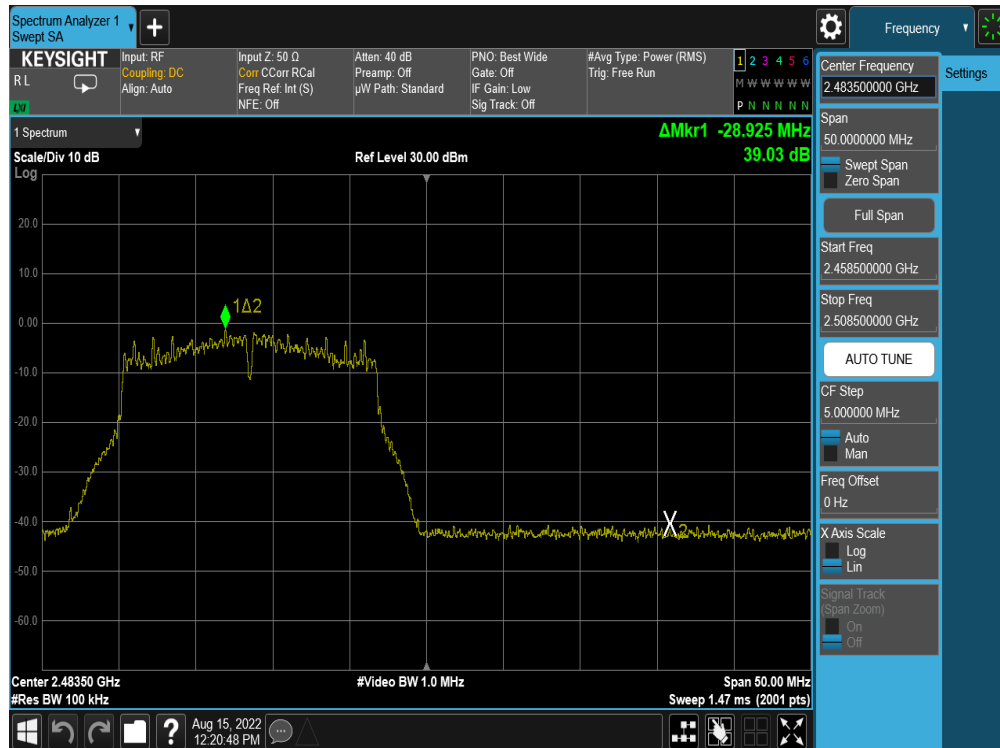 Spectrum Analyzer 1
Swept SA
+
Frequency
KEYSIGHT
R L
LXI
Input: RF
Coupling: DC
Align: Auto
Input Z: 50 Ω
Corr CCorr RCal
Freq Ref: Int (S)
NFE: Off
Atten: 40 dB
Preamp: Off
µW Path: Standard
PNO: Best Wide
Gate: Off
IF Gain: Low
Sig Track: Off
#Avg Type: Power (RMS)
Trig: Free Run
1 2 3 4 5 6
M W W W W W
P N N N N N
1 Spectrum
Scale/Div 10 dB
Log
Ref Level 30.00 dBm
ΔMkr1 -28.925 MHz
39.03 dB
20.0
10.0
0.00
-10.0
-20.0
-30.0
-40.0
-50.0
-60.0
1Δ2
X2
Center 2.48350 GHz
#Res BW 100 kHz
#Video BW 1.0 MHz
Span 50.00 MHz
Sweep 1.47 ms (2001 pts)
Center Frequency
2.483500000 GHz
Settings
Span
50.0000000 MHz
Swept Span
Zero Span
Full Span
Start Freq
2.458500000 GHz
Stop Freq
2.508500000 GHz
AUTO TUNE
CF Step
5.000000 MHz
Auto
Man
Freq Offset
0 Hz
X Axis Scale
Log
Lin
Signal Track
(Span Zoom)
On
Off
?
Aug 15, 2022
12:20:48 PM